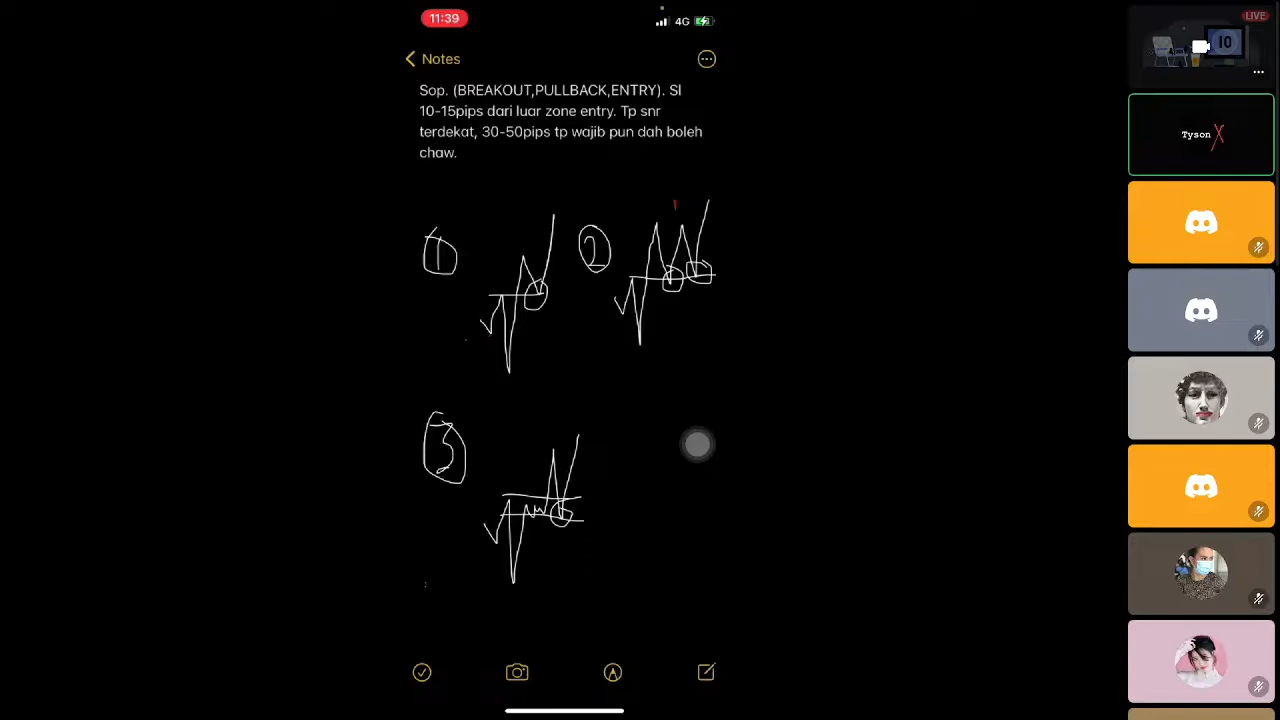 11:39
4G
LIVE
Notes
10
Sop. (BREAKOUT,PULLBACK,ENTRY). Sl
10-15pips dari luar zone entry. Tp snr
terdekat, 30-50pips tp wajib pun dah boleh
chaw.
Tyson X
1
2
3